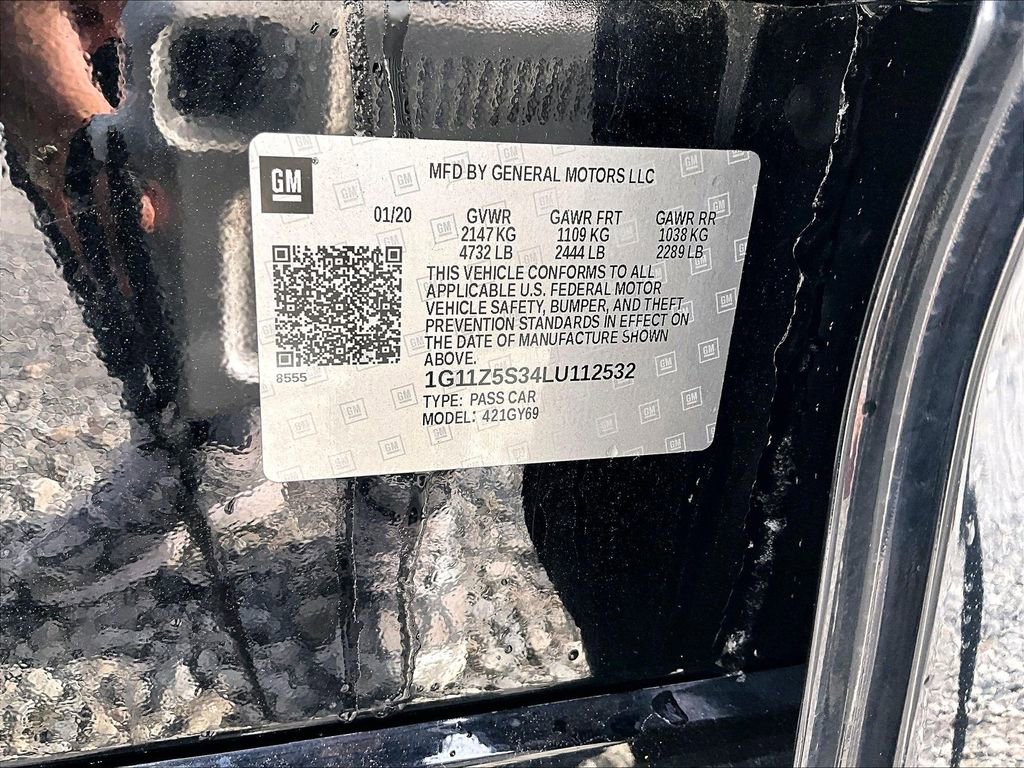 GM
MFD BY GENERAL MOTORS LLC
01/20 GVWR GAWR FRT GAWR RR
2147 KG 1109 KG 1038 KG
4732 LB 2444 LB 2289 LB
THIS VEHICLE CONFORMS TO ALL
APPLICABLE U.S. FEDERAL MOTOR
VEHICLE SAFETY, BUMPER, AND THEFT
PREVENTION STANDARDS IN EFFECT ON
THE DATE OF MANUFACTURE SHOWN
ABOVE.
8555
1G11Z5S34LU112532
TYPE: PASS CAR
MODEL: 421GY69